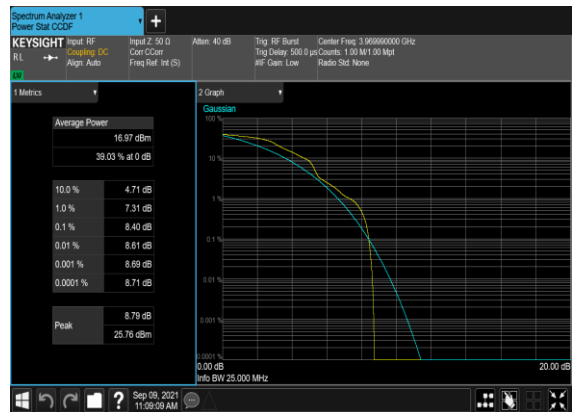 Spectrum Analyzer 1
Power Stat CCDF
KEYSIGHT
RL
Input: RF
Coupling: DC
Align: Auto
Input Z: 50 Ω
Corr CCorr
Freq Ref: Int (S)
Atten: 40 dB
Trig: RF Burst
Trig Delay: 500.0 µs
#IF Gain: Low
Center Freq: 3.969990000 GHz
Counts: 1.00 M/1.00 Mpt
Radio Std: None
1 Metrics
Average Power
16.97 dBm
39.03 % at 0 dB
10.0 % 4.71 dB
1.0 % 7.31 dB
0.1 % 8.40 dB
0.01 % 8.61 dB
0.001 % 8.69 dB
0.0001 % 8.71 dB
Peak 8.79 dB
25.76 dBm
2 Graph
Gaussian
100 %
10 %
1 %
0.1 %
0.01 %
0.001 %
0.0001 %
0.00 dB 20.00 dB
Info BW 25.000 MHz
? Sep 09, 2021
11:09:09 AM